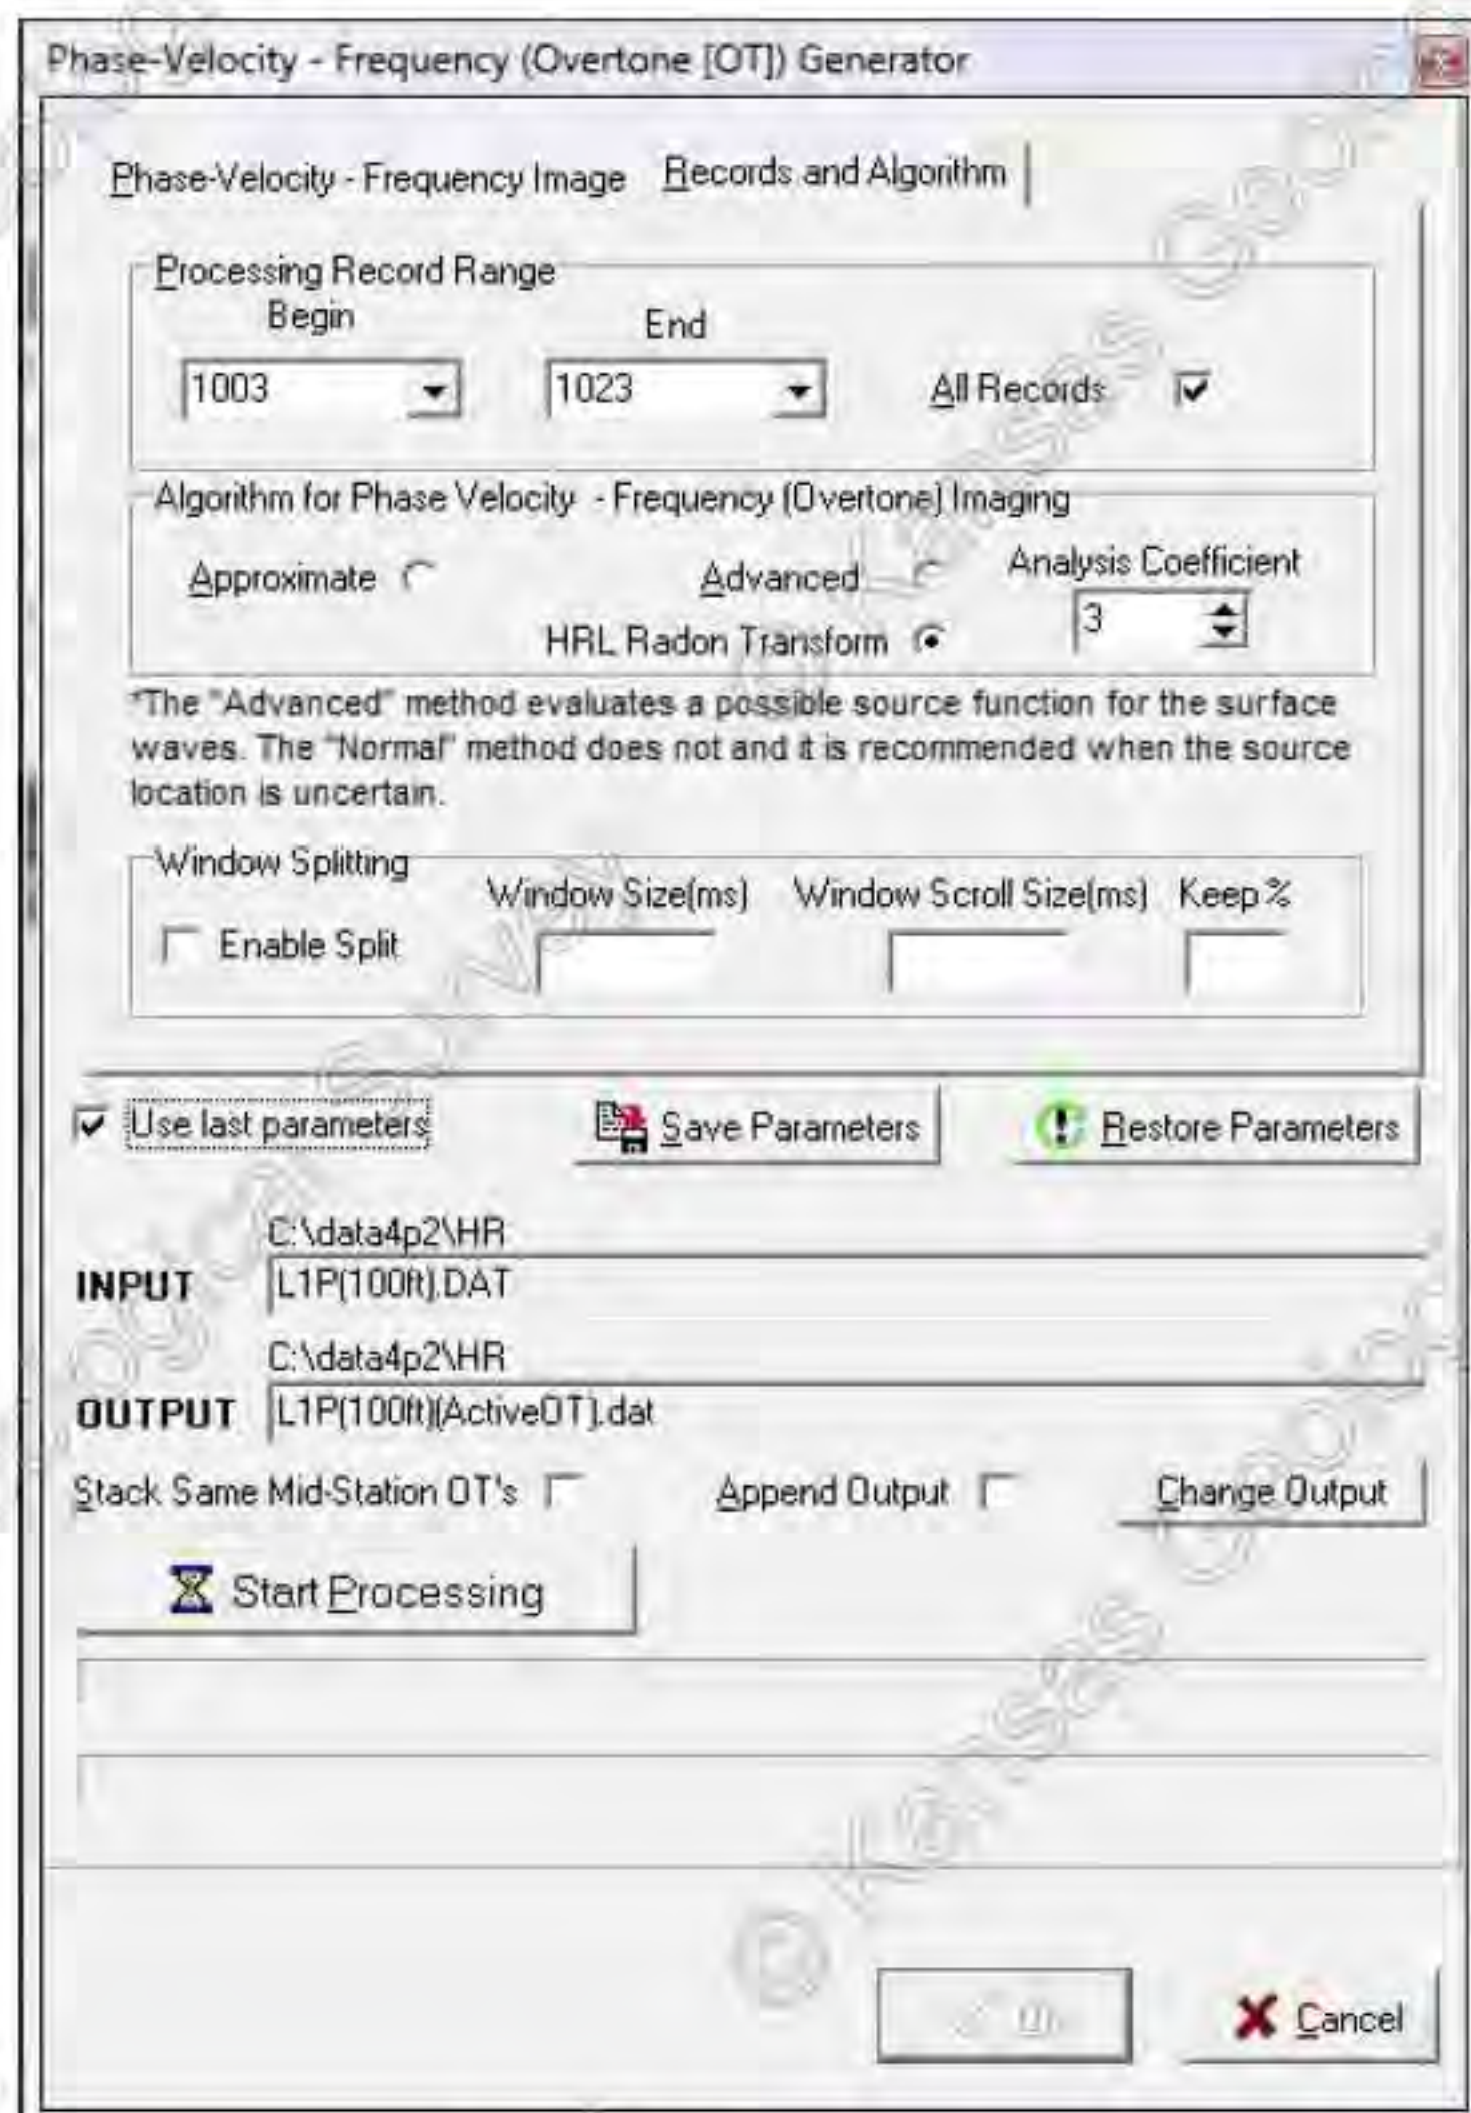 Phase-Velocity - Frequency (Overtone [OT]) Generator
Phase-Velocity - Frequency Image Records and Algorithm
Processing Record Range
Begin End
1003 1023 All Records
Algorithm for Phase Velocity - Frequency (Overtone) Imaging
Approximate Advanced Analysis Coefficient
HRL Radon Transform 3
*The "Advanced" method evaluates a possible source function for the surface
waves. The "Normal" method does not and it is recommended when the source
location is uncertain.
Window Splitting
Window Size(ms) Window Scroll Size(ms) Keep %
Enable Split
Use last parameters Save Parameters Restore Parameters
C:\data4p2\HR
INPUT L1P(100ft).DAT
C:\data4p2\HR
OUTPUT L1P(100ft)(ActiveOT).dat
Stack Same Mid-Station OT's Append Output Change Output
Start Processing
Cancel
© Kansas